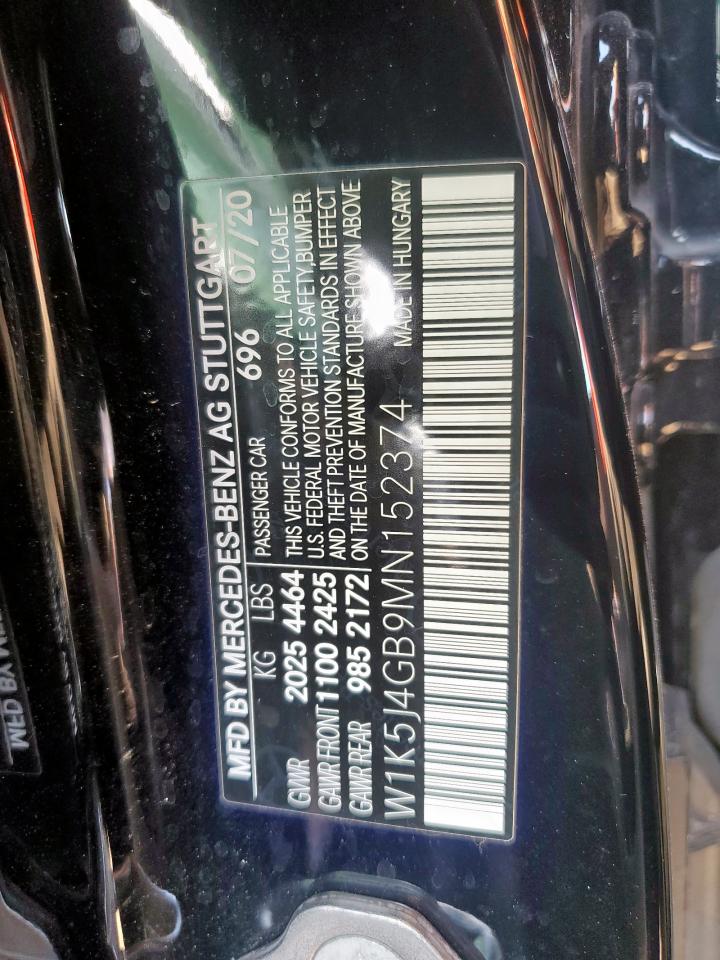 MFD BY MERCEDES-BENZ AG STUTTGART
KG LBS PASSENGER CAR 696 07/20
GVWR 2025 4464 THIS VEHICLE CONFORMS TO ALL APPLICABLE
GAWR FRONT 1100 2425 U.S. FEDERAL MOTOR VEHICLE SAFETY,BUMPER
GAWR REAR 985 2172 AND THEFT PREVENTION STANDARDS IN EFFECT
ON THE DATE OF MANUFACTURE SHOWN ABOVE
W1K5J4GB9MN152374 MADE IN HUNGARY
MFD BY